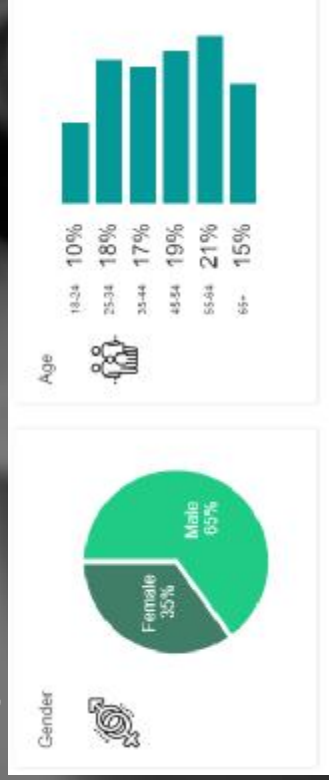 Gender
Female
35%
Male
65%
Age
18-24 10%
25-34 18%
35-44 17%
45-54 19%
55-64 21%
65+ 15%